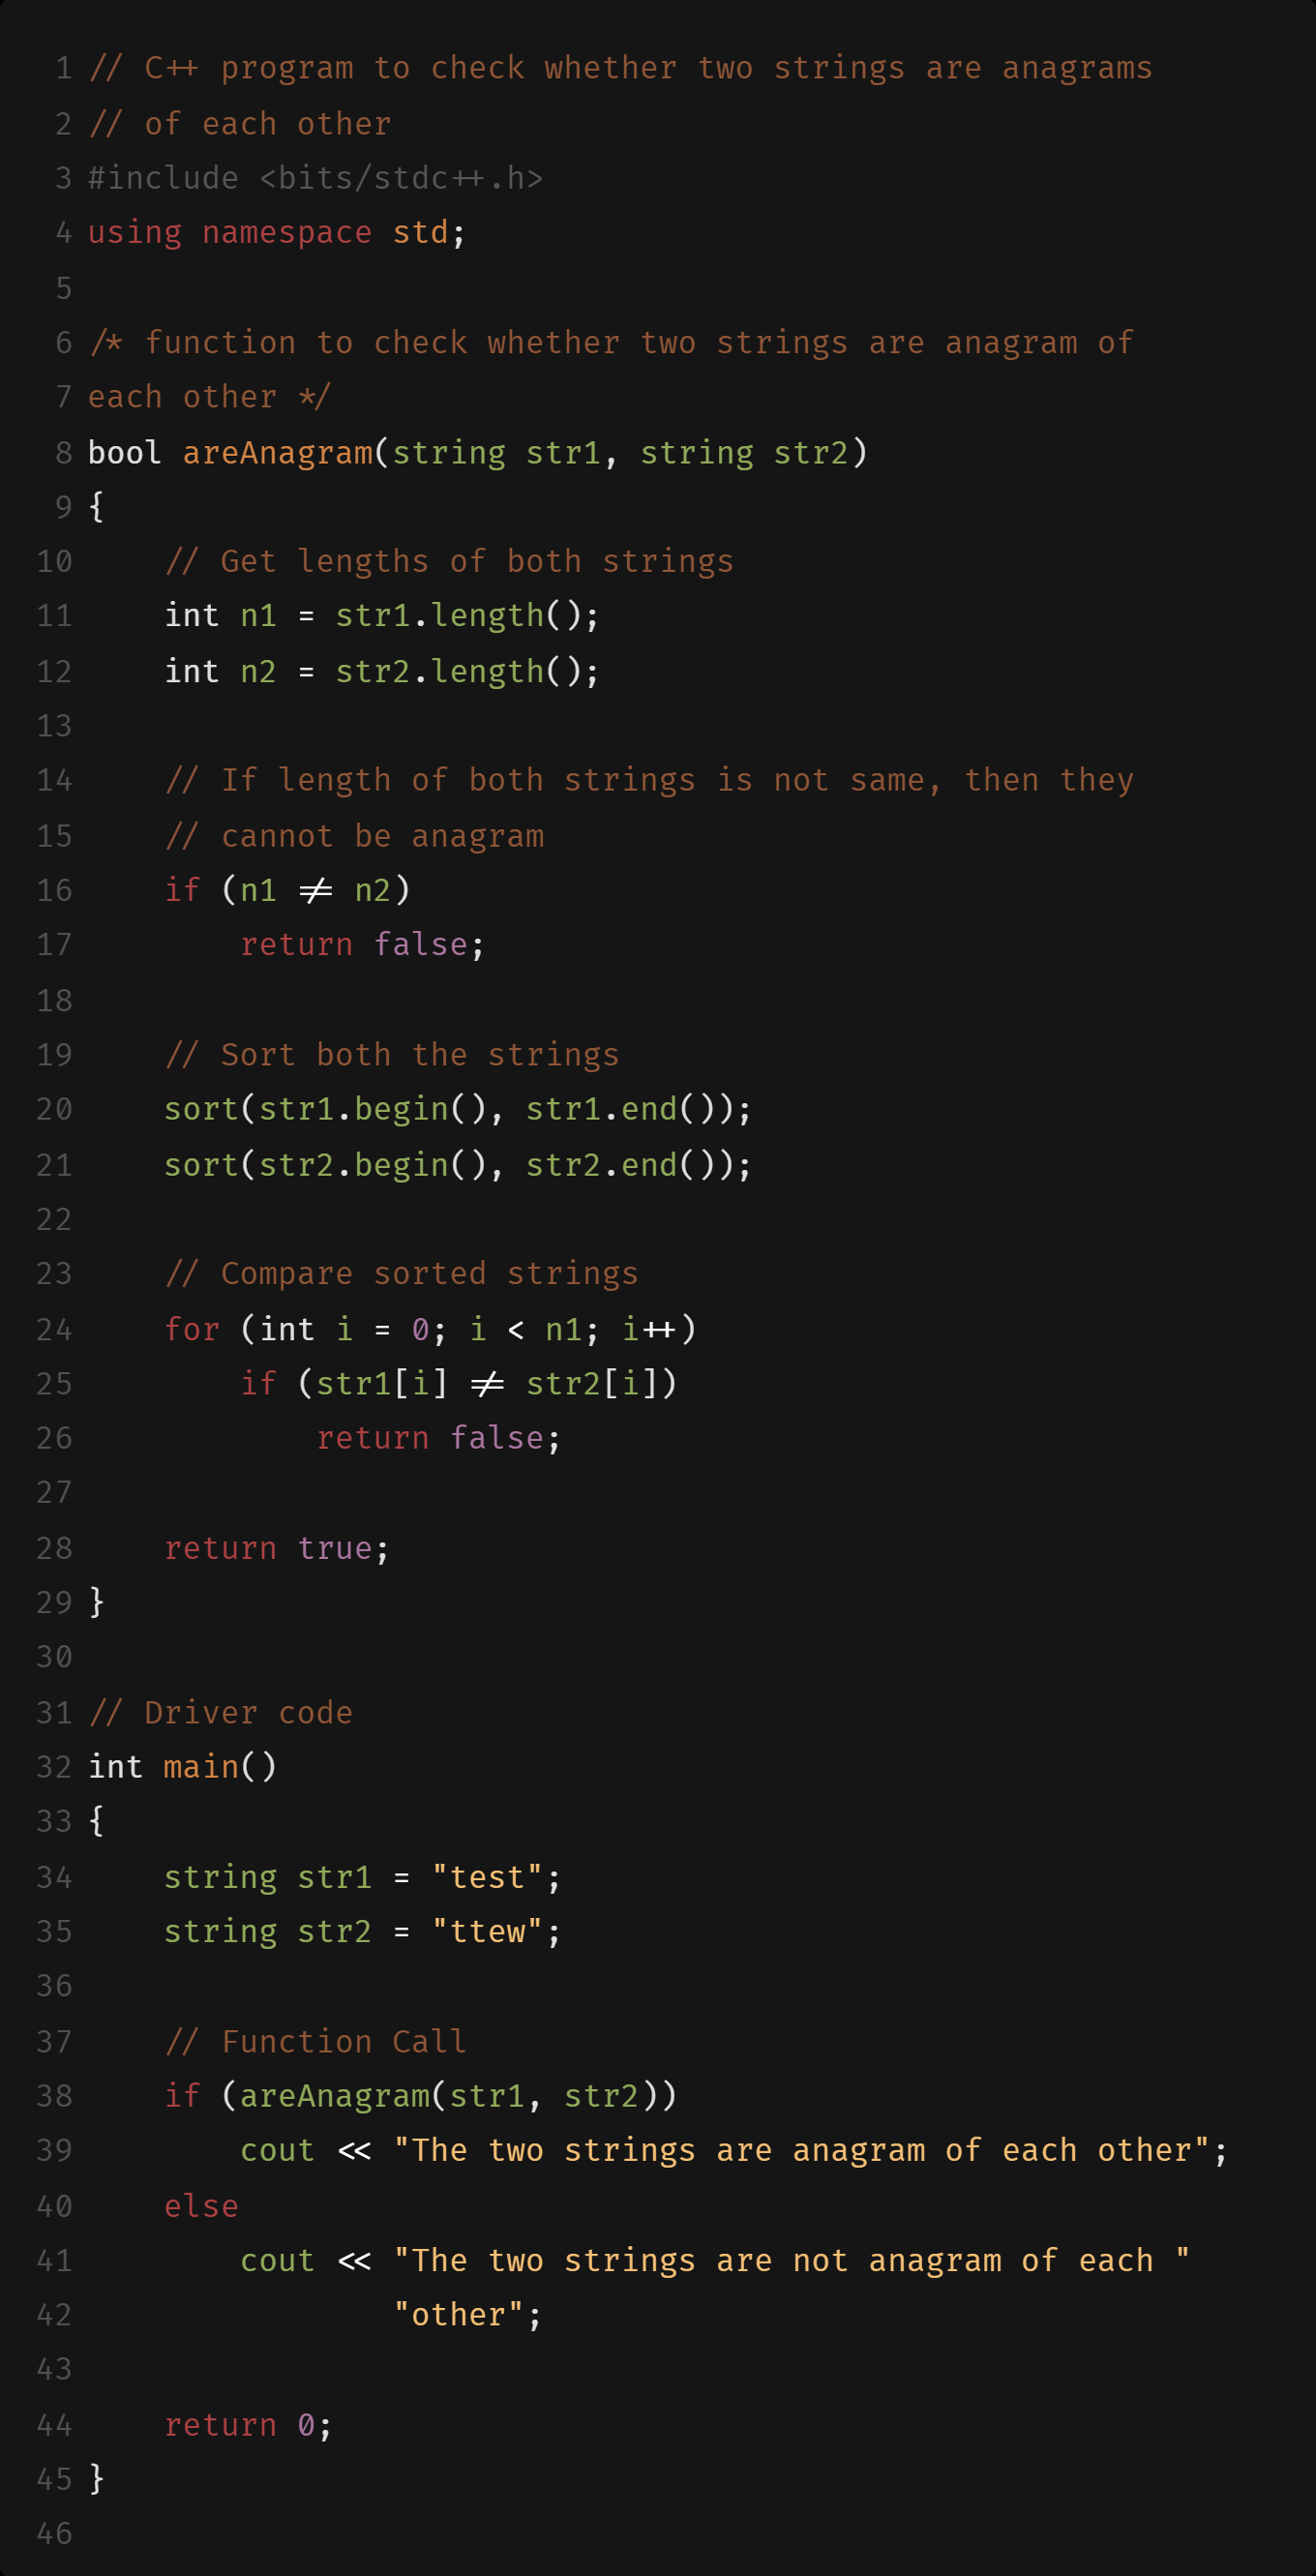 1 // C++ program to check whether two strings are anagrams
2 // of each other
3 #include <bits/stdc++.h>
4 using namespace std;
5
6 /* function to check whether two strings are anagram of
7 each other */
8 bool areAnagram(string str1, string str2)
9 {
10     // Get lengths of both strings
11     int n1 = str1.length();
12     int n2 = str2.length();
13
14     // If length of both strings is not same, then they
15     // cannot be anagram
16     if (n1 != n2)
17         return false;
18
19     // Sort both the strings
20     sort(str1.begin(), str1.end());
21     sort(str2.begin(), str2.end());
22
23     // Compare sorted strings
24     for (int i = 0; i < n1; i++)
25         if (str1[i] != str2[i])
26             return false;
27
28     return true;
29 }
30
31 // Driver code
32 int main()
33 {
34     string str1 = "test";
35     string str2 = "ttew";
36
37     // Function Call
38     if (areAnagram(str1, str2))
39         cout << "The two strings are anagram of each other";
40     else
41         cout << "The two strings are not anagram of each "
42                 "other";
43
44     return 0;
45 }
46